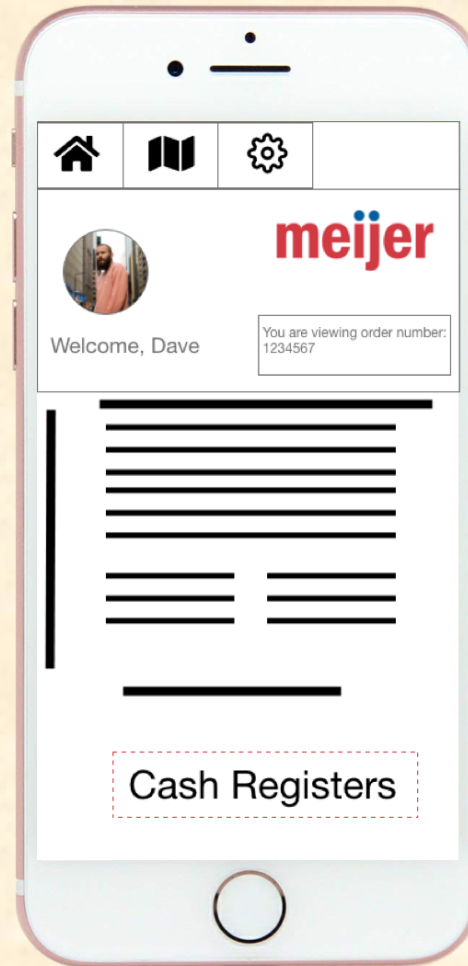 meijer
Welcome, Dave
You are viewing order number:
1234567
Cash Registers